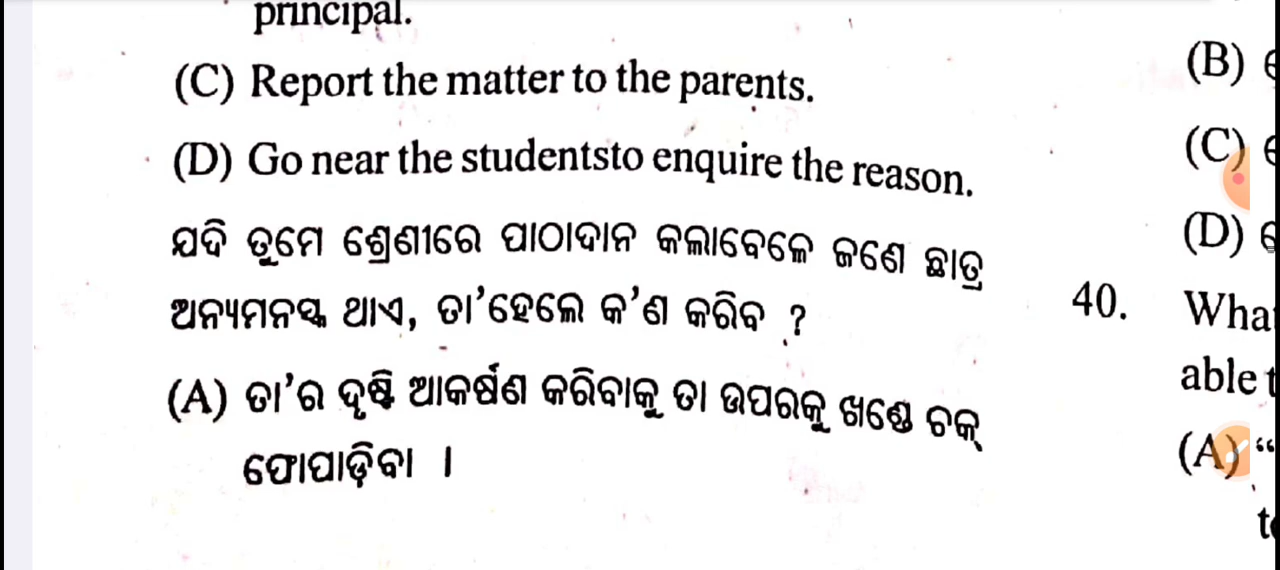 principal.
(C) Report the matter to the parents.
(D) Go near the studentsto enquire the reason.
ଯଦି ତୁମେ ଶ୍ରେଣୀରେ ପାଠାଦାନ କଲାବେଳେ ଜଣେ ଛାତ୍ର
ଅନ୍ୟମନସ୍କ ଥାଏ, ତା'ହେଲେ କ'ଣ କରିବ ?
(A) ତା'ର ଦୃଷ୍ଟି ଆକର୍ଷଣ କରିବାକୁ ତା ଉପରକୁ ଖଣ୍ଡେ ଚକ୍
ଫୋପାଡ଼ିବା ।
(B)
(C)
(D)
40. Wha
able t
(A) “